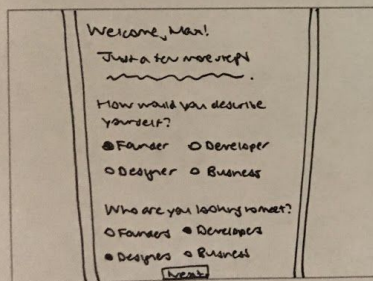 Welcome, Max!
Just a few more steps
How would you describe
yourself?
Founder Developer
Designer Business
Who are you looking to meet?
Founders Developers
Designers Business
Next